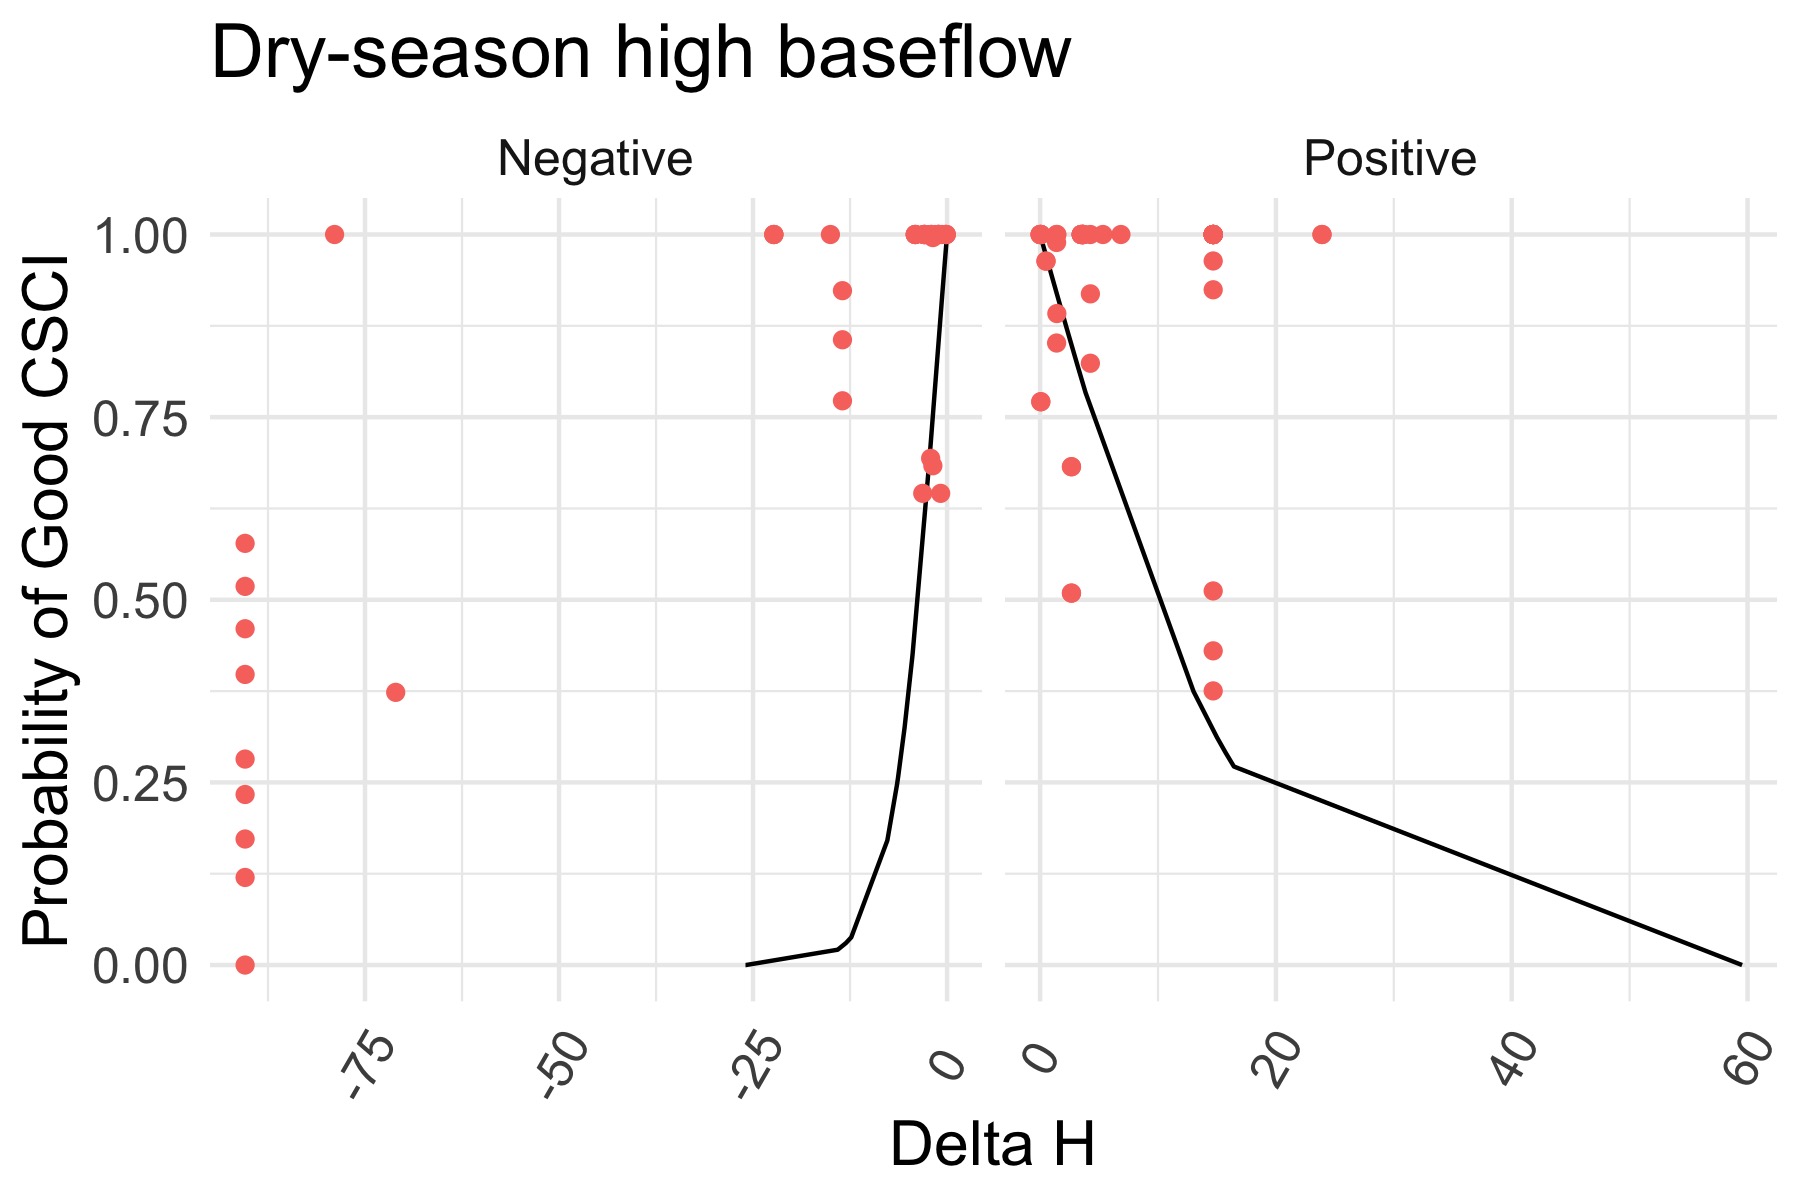 Dry-season high baseflow
Negative
Positive
Probability of Good CSCI
1.00
0.75
0.50
0.25
0.00
-75
-50
-25
0
0
20
40
60
Delta H